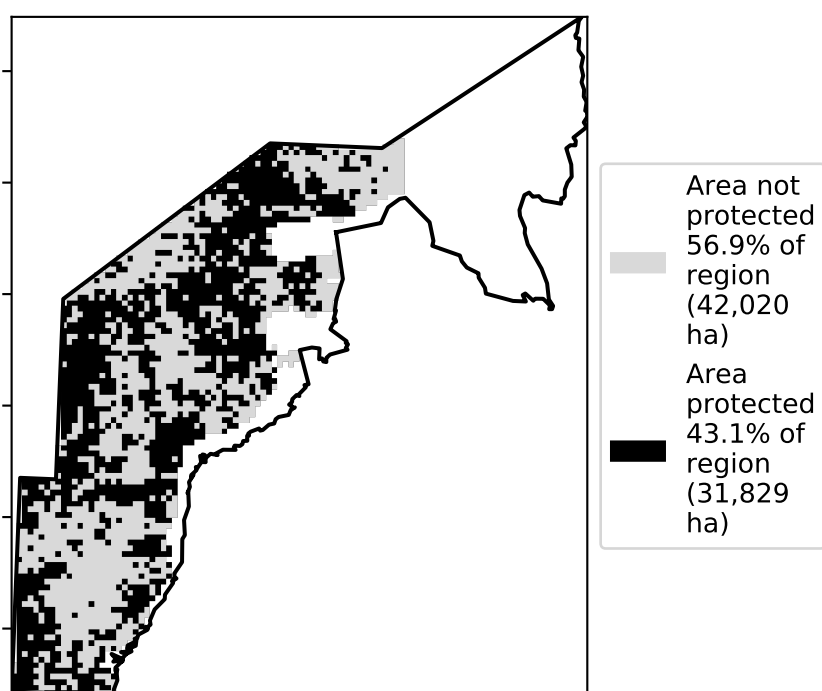 Area not
protected
56.9% of
region
(42,020
ha)
Area
protected
43.1% of
region
(31,829
ha)